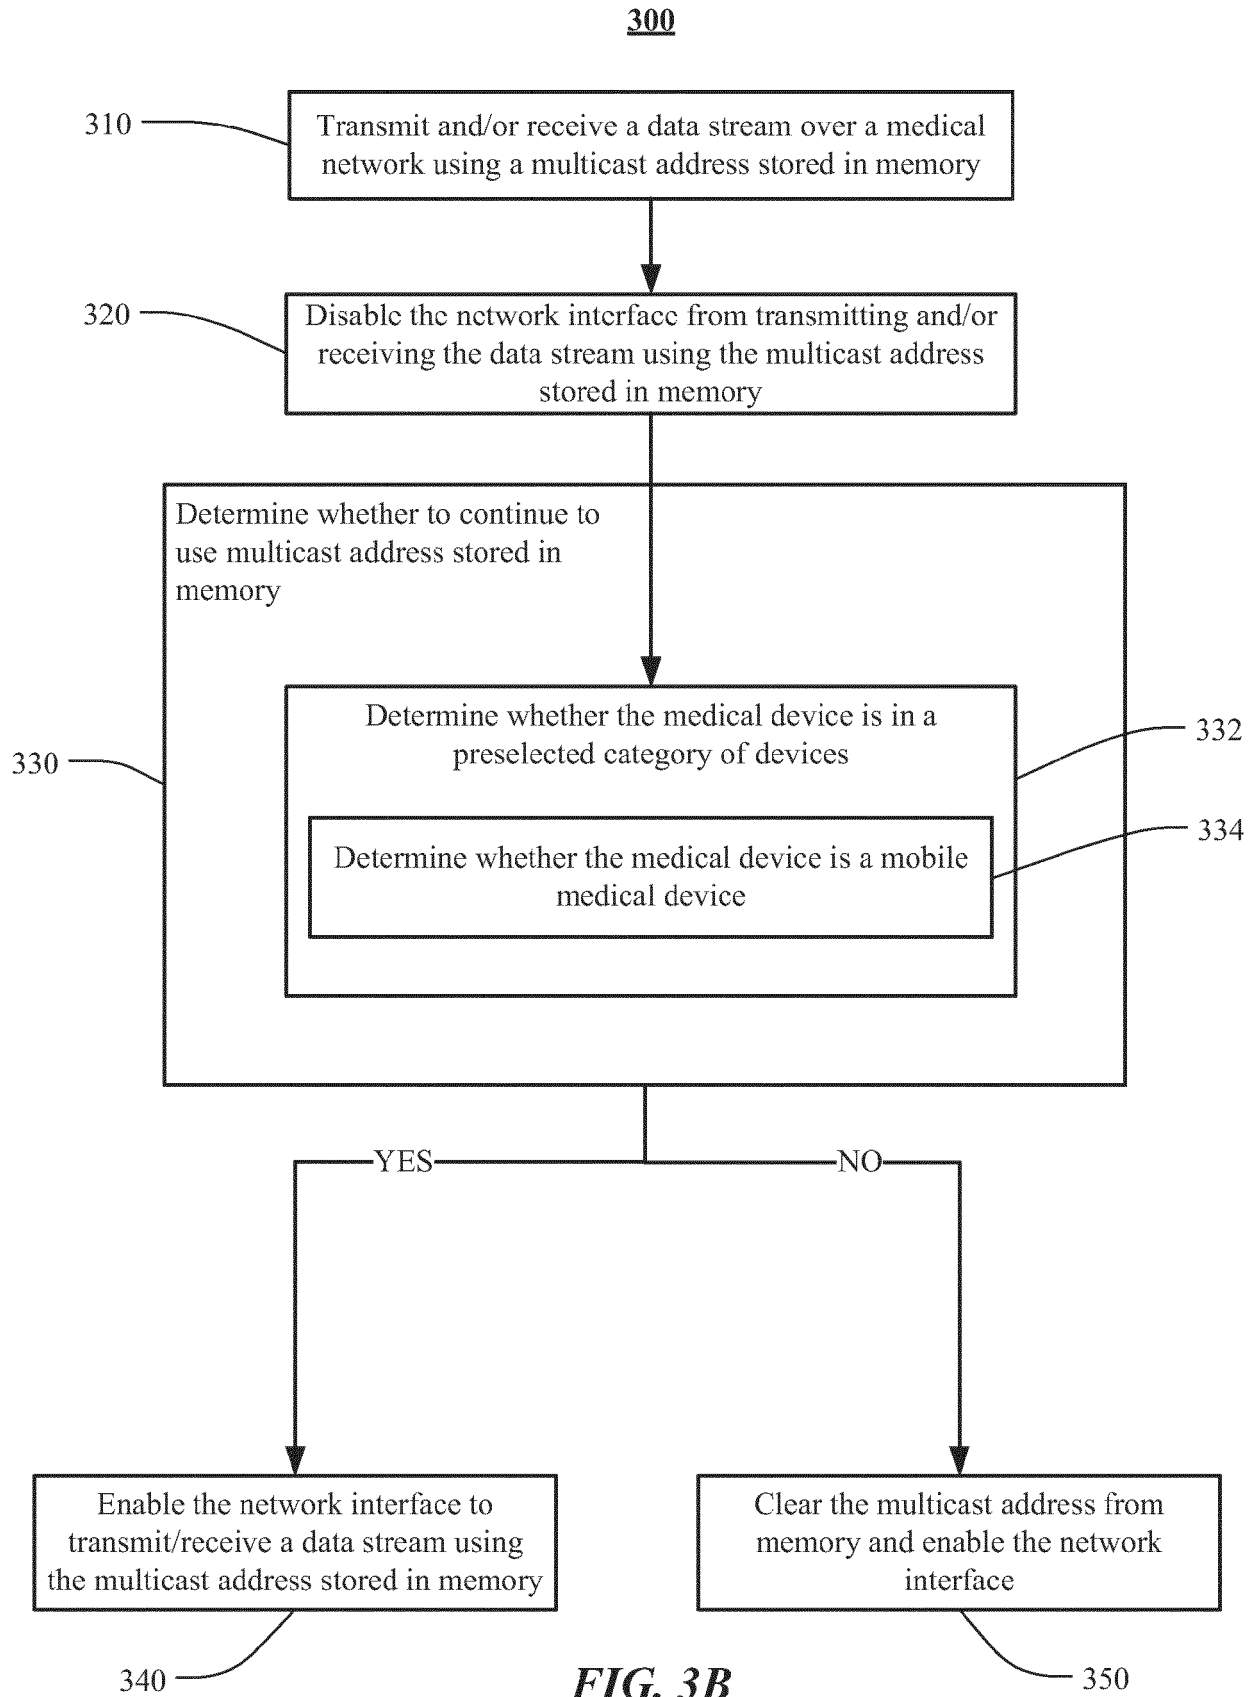 300
310
Transmit and/or receive a data stream over a medical
network using a multicast address stored in memory
320
Disable the network interface from transmitting and/or
receiving the data stream using the multicast address
stored in memory
Determine whether to continue to
use multicast address stored in
memory
330
Determine whether the medical device is in a
preselected category of devices
332
Determine whether the medical device is a mobile
medical device
334
YES
NO
Enable the network interface to
transmit/receive a data stream using
the multicast address stored in memory
Clear the multicast address from
memory and enable the network
interface
340
350
FIG. 3B